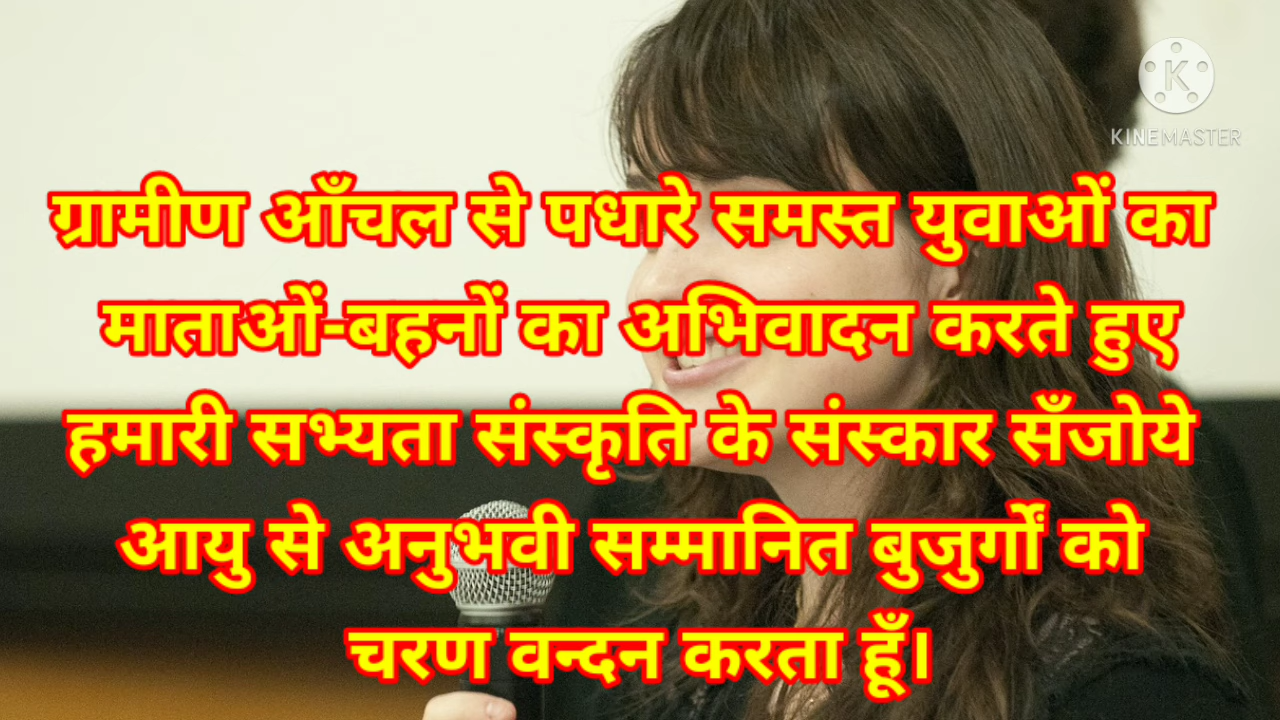 KINEMASTER
ग्रामीण आँचल से पधारे समस्त युवाओं का
माताओं-बहनों का अभिवादन करते हुए
हमारी सभ्यता संस्कृति के संस्कार सँजोये
आयु से अनुभवी सम्मानित बुजुर्गों को
चरण वन्दन करता हूँ।